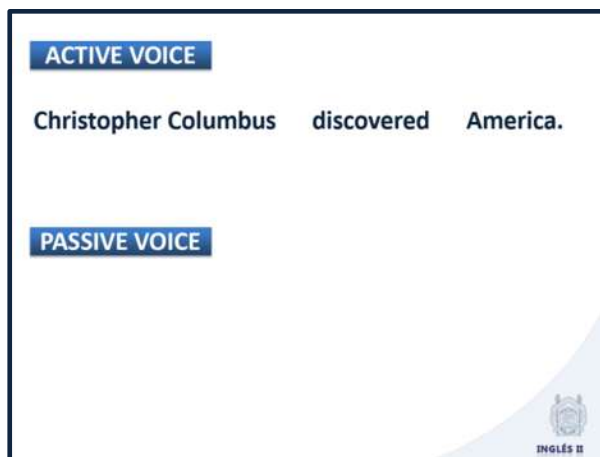 ACTIVE VOICE
Christopher Columbus discovered America.
PASSIVE VOICE
INGLÉS II